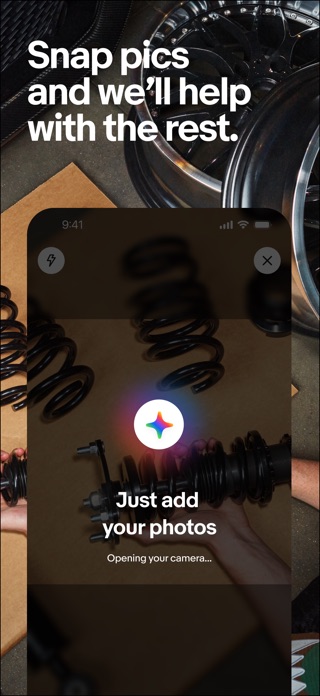 Snap pics
and we’ll help
with the rest.
9:41
Just add
your photos
Opening your camera...